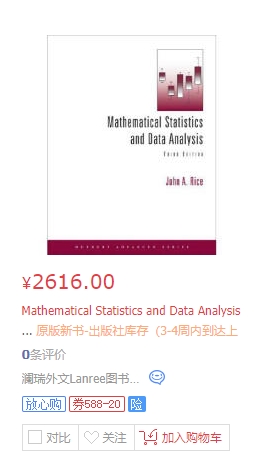 Mathematical Statistics
and Data Analysis
THIRD EDITION
John A. Rice
DUXBURY ADVANCED SERIES
¥2616.00
Mathematical Statistics and Data Analysis
... 原版新书-出版社库存（3-4周内到达上
0条评价
澜瑞外文Lanree图书...
放心购 券588-20 险
对比 关注 加入购物车